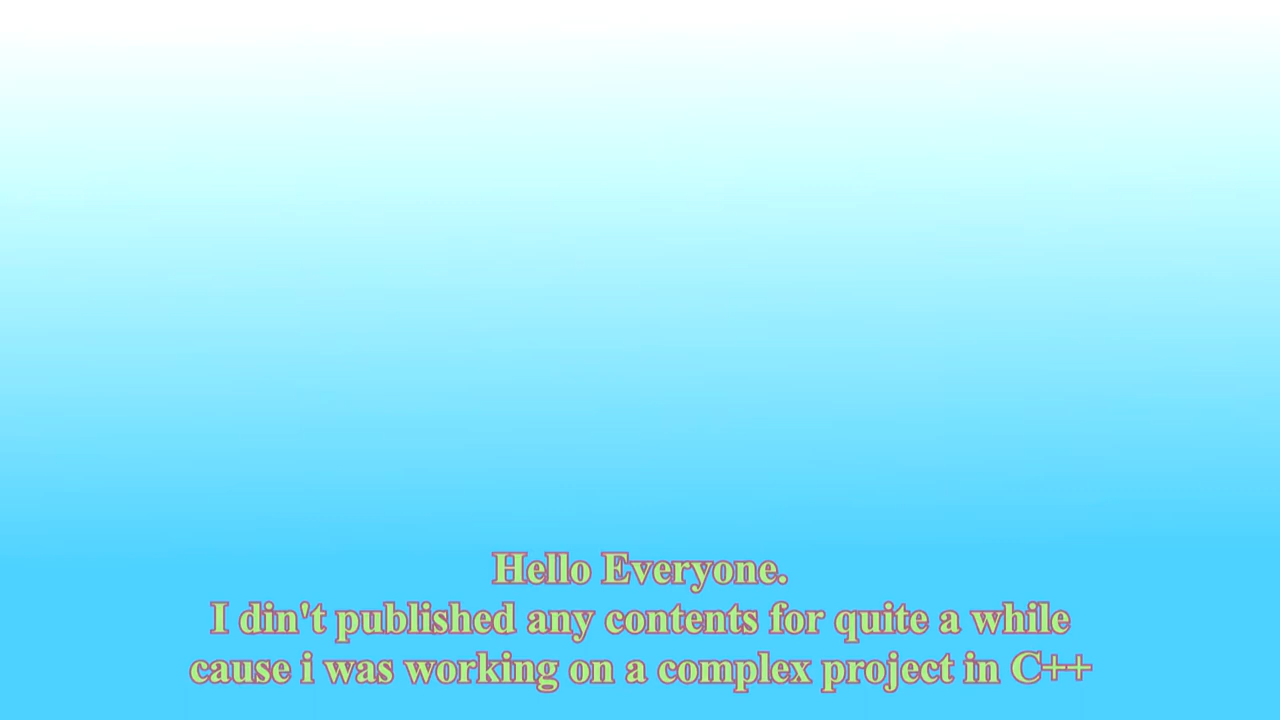 Hello Everyone.
I din't published any contents for quite a while
cause i was working on a complex project in C++